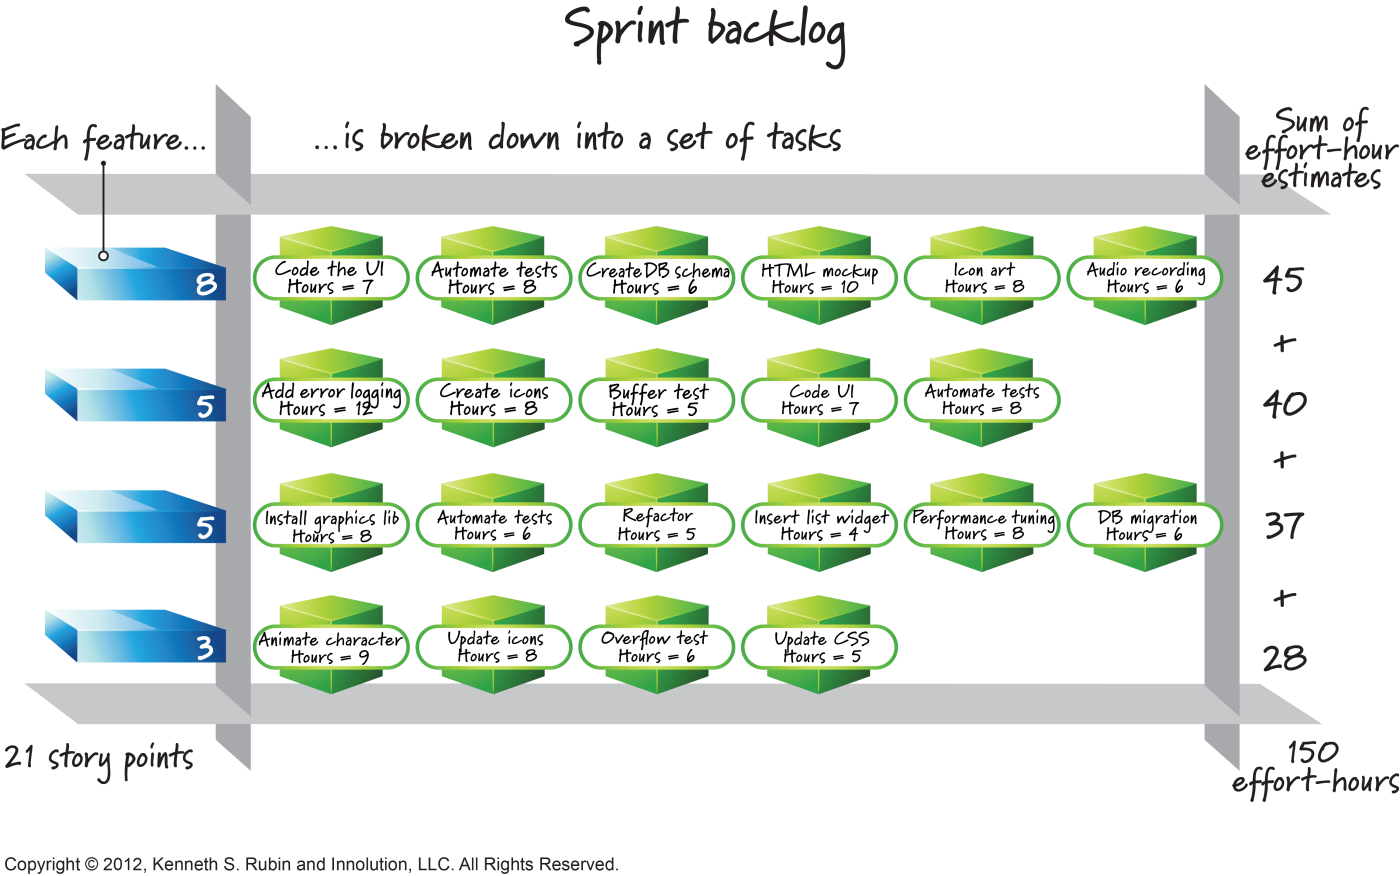 Sprint backlog
Each feature...
...is broken down into a set of tasks
Sum of
effort-hour
estimates
8
Code the UI
Hours = 7
Automate tests
Hours = 8
Create DB schema
Hours = 6
HTML mockup
Hours = 10
Icon art
Hours = 8
Audio recording
Hours = 6
45
+
5
Add error logging
Hours = 12
Create icons
Hours = 8
Buffer test
Hours = 5
Code UI
Hours = 7
Automate tests
Hours = 8
40
+
5
Install graphics lib
Hours = 8
Automate tests
Hours = 6
Refactor
Hours = 5
Insert list widget
Hours = 4
Performance tuning
Hours = 8
DB migration
Hours = 6
37
+
3
Animate character
Hours = 9
Update icons
Hours = 8
Overflow test
Hours = 6
Update CSS
Hours = 5
28
21 story points
150
effort-hours
Copyright © 2012, Kenneth S. Rubin and Innolution, LLC. All Rights Reserved.